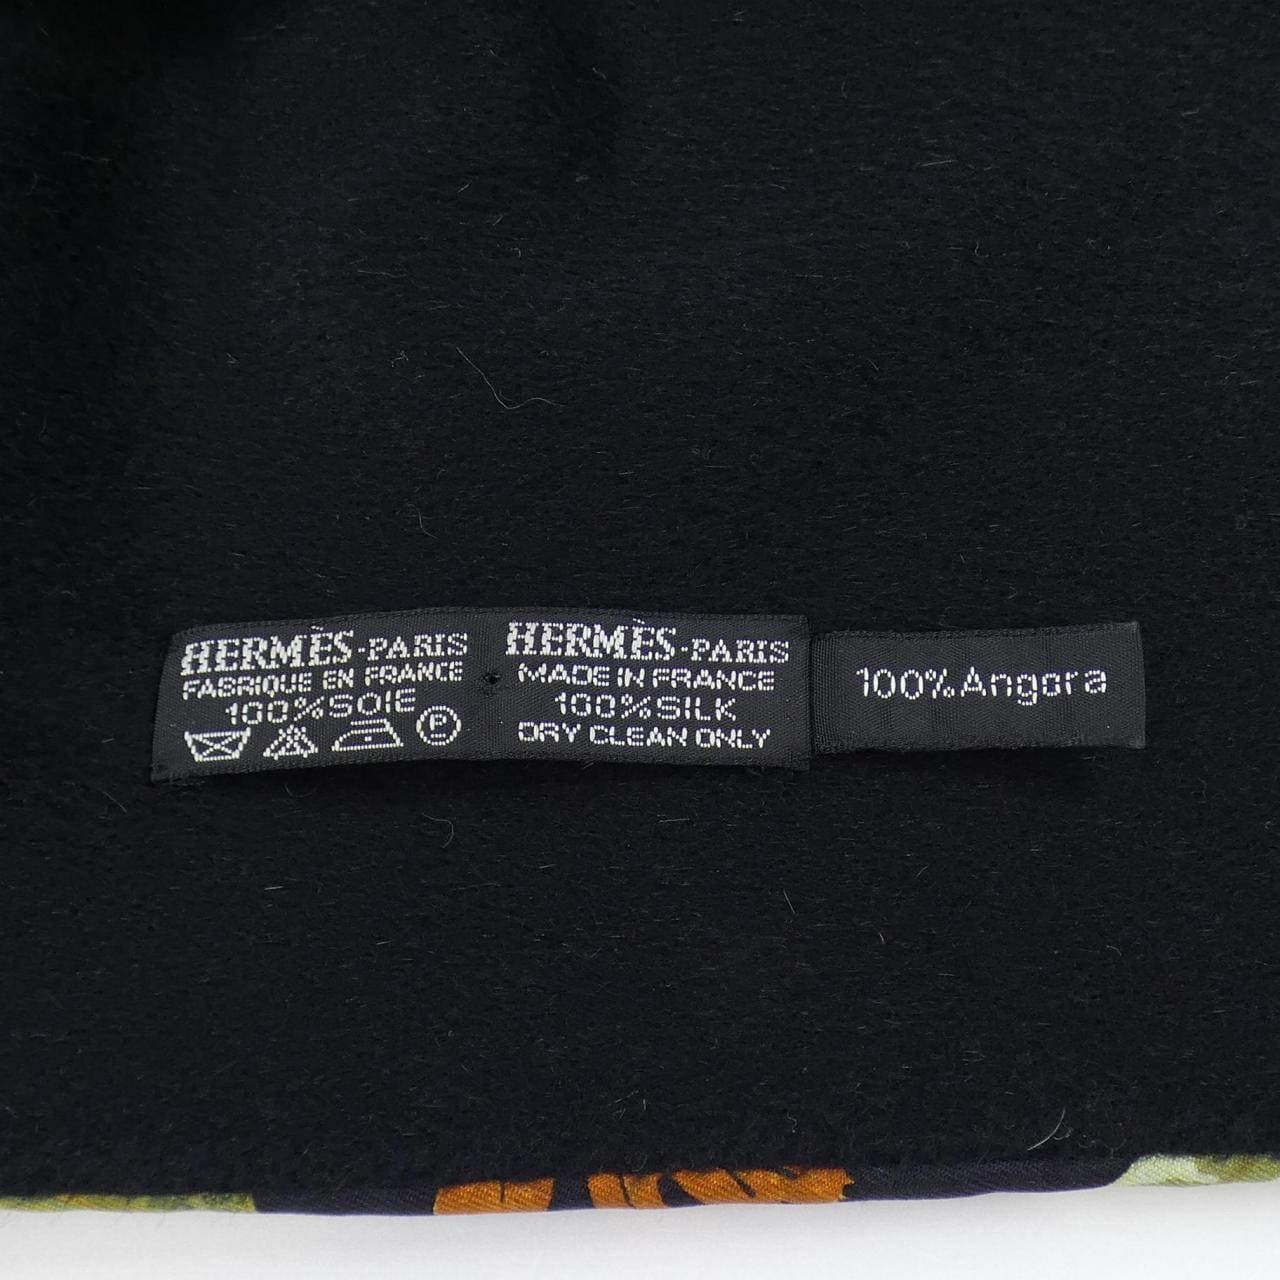 HERMÈS-PARIS
FABRIQUE EN FRANCE
100%SOIE
P
HERMÈS-PARIS
MADE IN FRANCE
100%SILK
DRY CLEAN ONLY
100%Angora